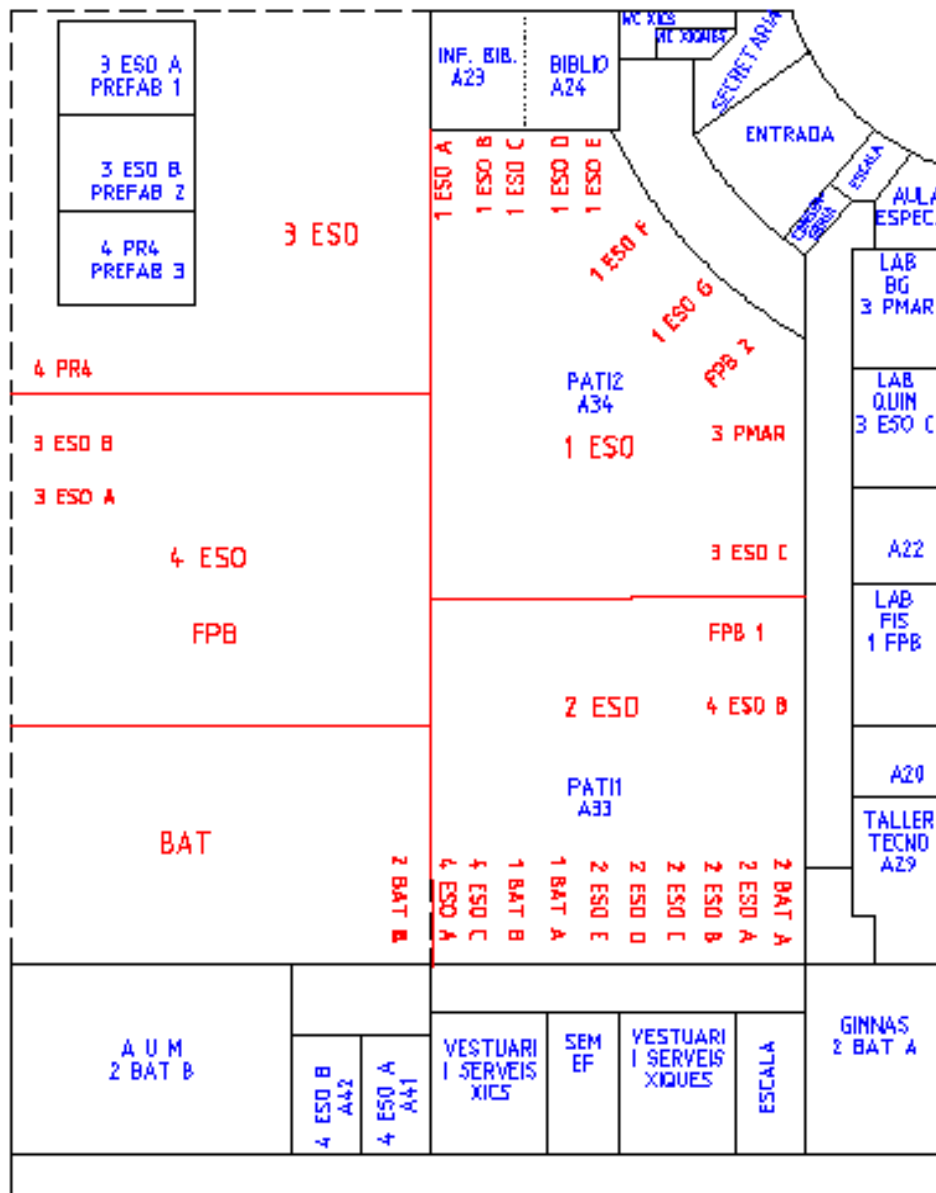 3 ESO A
PREFAB 1
3 ESO B
PREFAB 2
4 PR4
PREFAB 3
3 ESO
4 PR4
3 ESO B
3 ESO A
4 ESO
FPB
BAT
2 BAT B
INF. BIB.
A23
BIBLIO
A24
WC XICS
WC XIQUES
SECRETARIA
ENTRADA
ESCALA
CONSER
JERIA
AULA
ESPEC.
1 ESO A
1 ESO B
1 ESO C
1 ESO D
1 ESO E
1 ESO F
1 ESO G
FPB 2
PATI2
A34
1 ESO
3 PMAR
3 ESO C
FPB 1
2 ESO
4 ESO B
PATI1
A33
4 ESO A
4 ESO C
1 BAT B
1 BAT A
2 ESO E
2 ESO D
2 ESO C
2 ESO B
2 ESO A
2 BAT A
LAB
BG
3 PMAR
LAB
QUIN
3 ESO C
A22
LAB
FIS
1 FPB
A20
TALLER
TECNO
A29
A U M
2 BAT B
4 ESO B
A42
4 ESO A
A41
VESTUARI
I SERVEIS
XICS
SEM
EF
VESTUARI
I SERVEIS
XIQUES
ESCALA
GIMNAS
2 BAT A